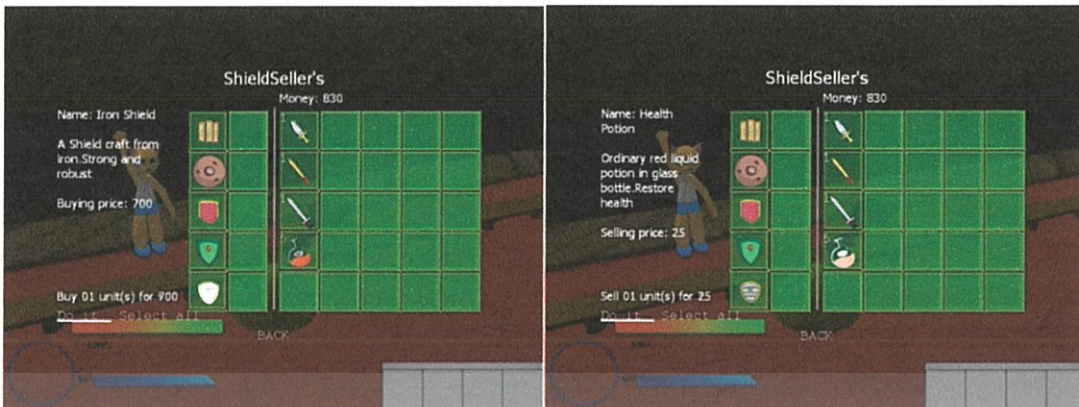 ShieldSeller's
Money: 830
Name: Iron Shield
A Shield craft from
iron.Strong and
robust
Buying price: 700
Buy 01 unit(s) for 700
Do it Select all
BACK
ShieldSeller's
Money: 830
Name: Health
Potion
Ordinary red liquid
potion in glass
bottle.Restore
health
Selling price: 25
Sell 01 unit(s) for 25
Do it Select all
BACK